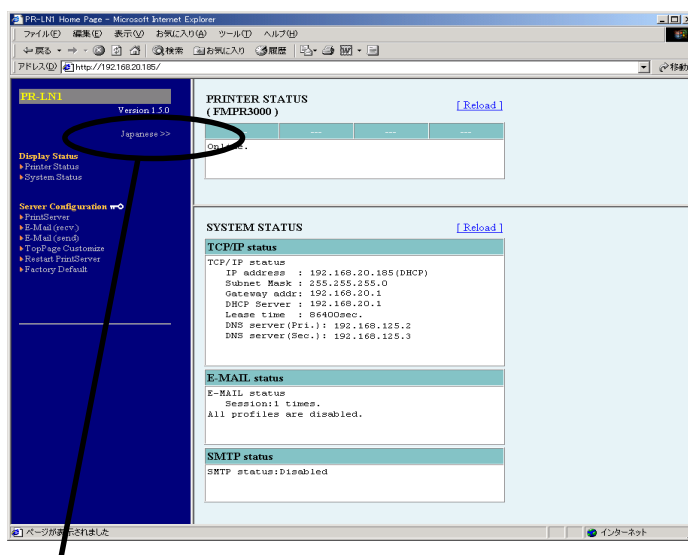 PR-LN1 Home Page - Microsoft Internet Explorer
ファイル(F) 編集(E) 表示(V) お気に入り(A) ツール(T) ヘルプ(H)
戻る 検索 お気に入り 履歴
アドレス(D) http://192.168.20.185/ 移動
PR-LN1
Version 1.5.0
Japanese >>
Display Status
Printer Status
System Status
Server Configuration
PrintServer
E-Mail (recv.)
E-Mail (send)
TopPage Customize
Restart PrintServer
Factory Default
PRINTER STATUS
( FMPR3000 )
[ Reload ]
--- --- ---
Online.
SYSTEM STATUS
[ Reload ]
TCP/IP status
TCP/IP status
IP address : 192.168.20.185(DHCP)
Subnet Mask : 255.255.255.0
Gateway addr: 192.168.20.1
DHCP Server : 192.168.20.1
Lease time : 86400sec.
DNS server(Pri.): 192.168.125.2
DNS server(Sec.): 192.168.125.3
E-MAIL status
E-MAIL status
Session:1 times.
All profiles are disabled.
SMTP status
SMTP status:Disabled
ページが表示されました インターネット